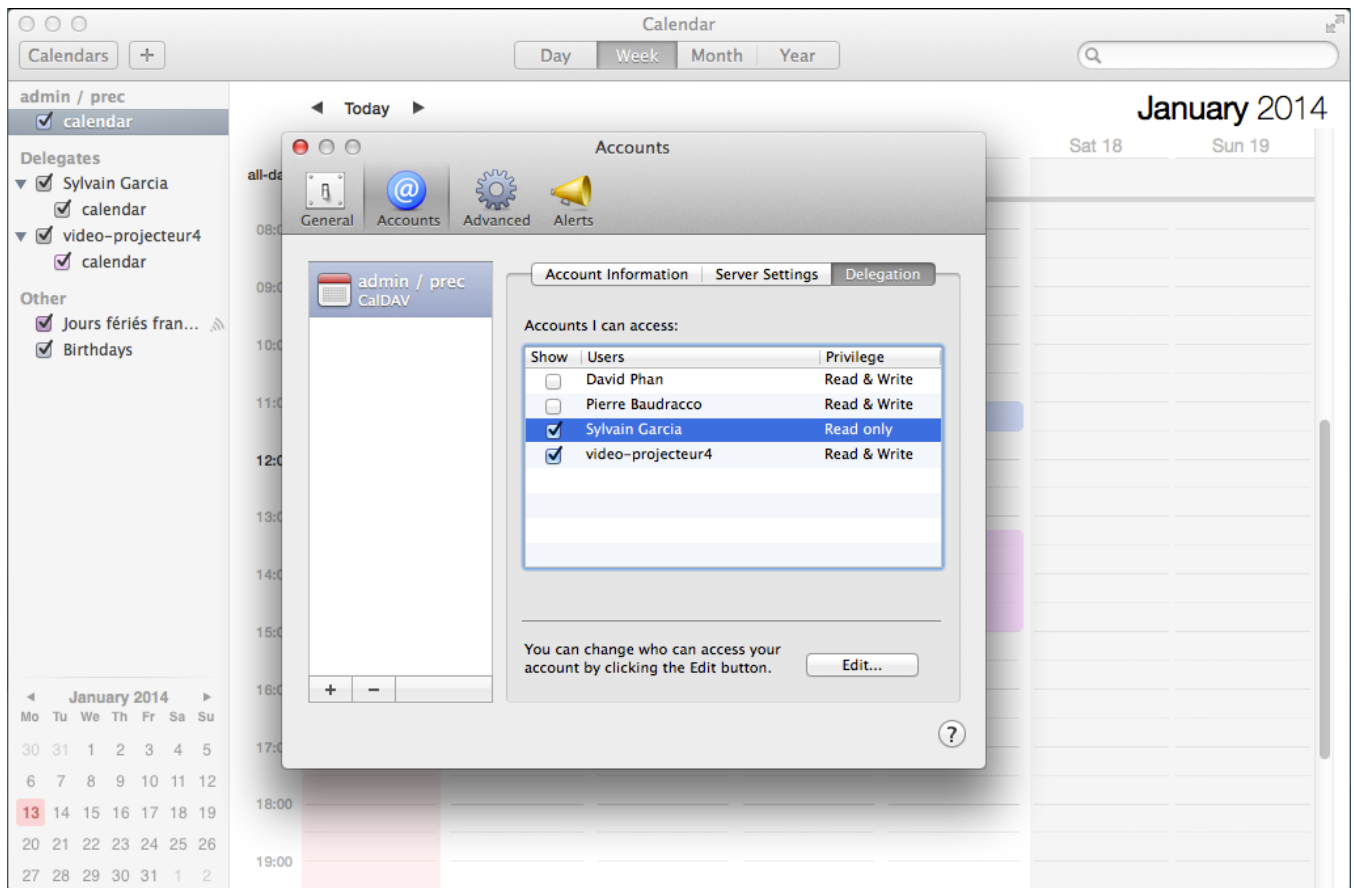 Calendar
Calendars +
Day Week Month Year
admin / prec
calendar
Delegates
Sylvain Garcia
calendar
video-projecteur4
calendar
Other
Jours fériés fran...
Birthdays
January 2014
Mo Tu We Th Fr Sa Su
30 31 1 2 3 4 5
6 7 8 9 10 11 12
13 14 15 16 17 18 19
20 21 22 23 24 25 26
27 28 29 30 31 1 2
Today
January 2014
Sat 18 Sun 19
all-da
08:0
09:0
10:0
11:0
12:0
13:0
14:0
15:0
16:0
17:0
18:00
19:00
Accounts
General Accounts Advanced Alerts
admin / prec
CalDAV
+ −
Account Information Server Settings Delegation
Accounts I can access:
Show Users Privilege
David Phan Read & Write
Pierre Baudracco Read & Write
Sylvain Garcia Read only
video-projecteur4 Read & Write
You can change who can access your
account by clicking the Edit button.
Edit...
?